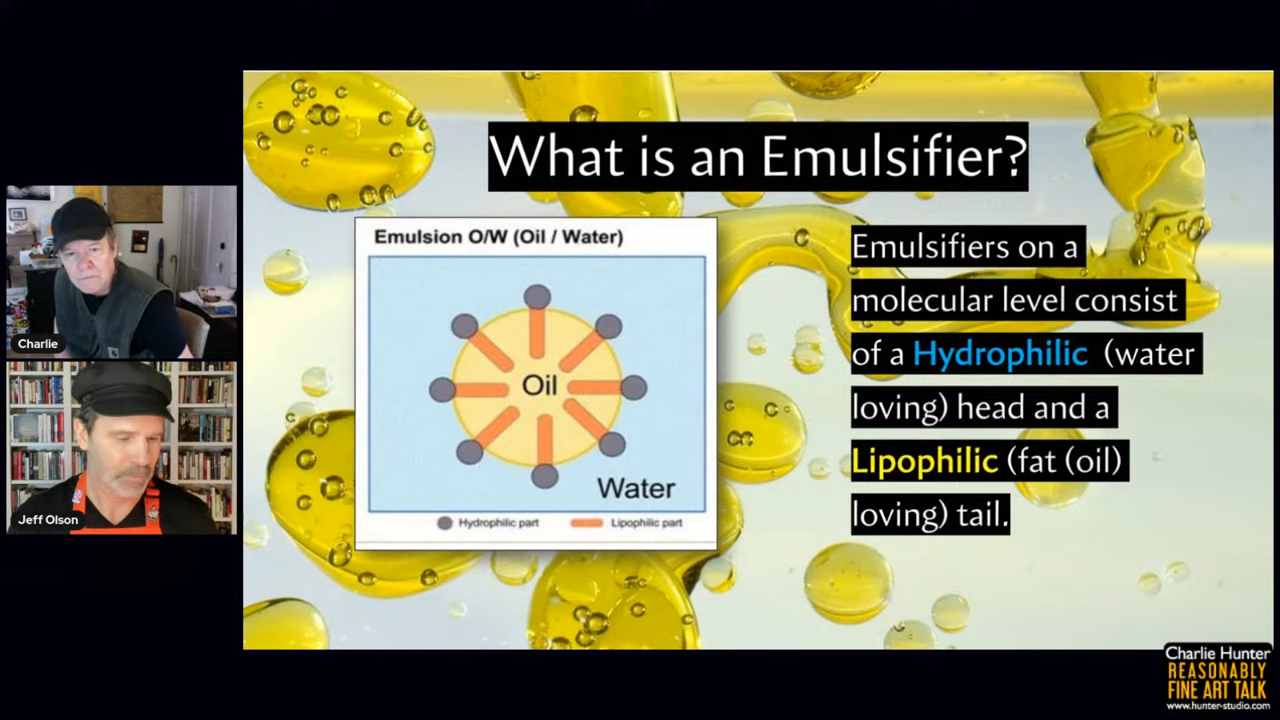 What is an Emulsifier?
Emulsion O/W (Oil / Water)
Oil
Water
Hydrophilic part
Lipophilic part
Emulsifiers on a
molecular level consist
of a Hydrophilic (water
loving) head and a
Lipophilic (fat (oil)
loving) tail.
Charlie
Jeff Olson
Charlie Hunter
REASONABLY
FINE ART TALK
www.hunter-studio.com